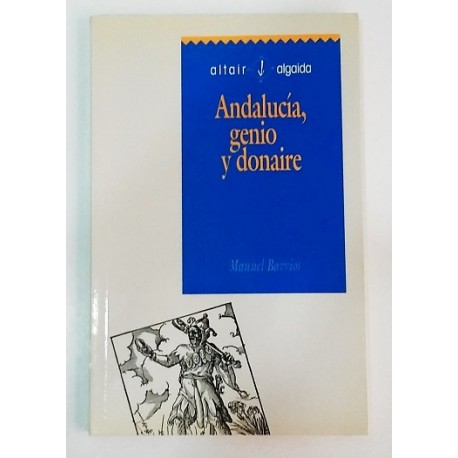 altair algaida
Andalucía,
genio
y donaire
Manuel Barrios